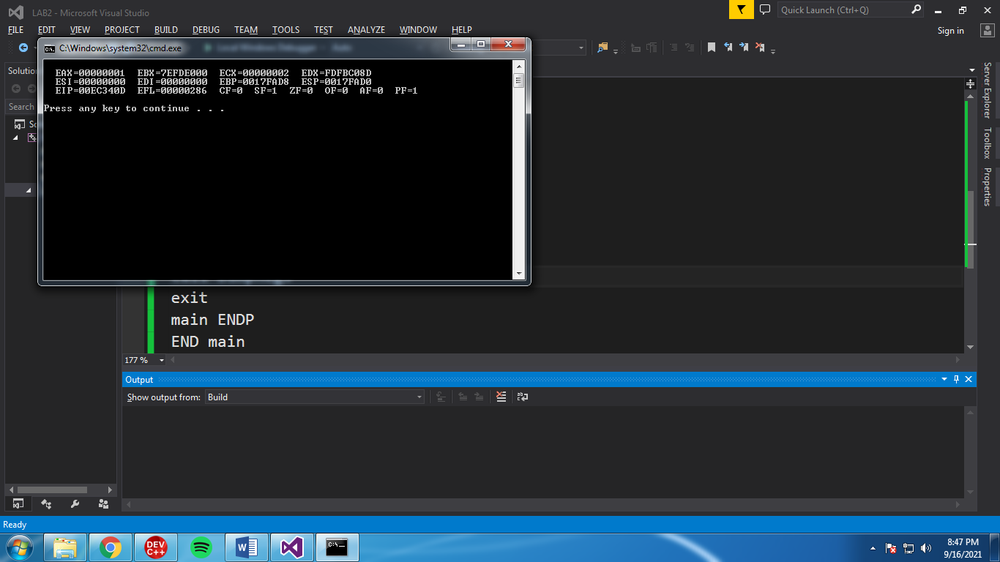 LAB2 - Microsoft Visual Studio
Quick Launch (Ctrl+Q)
FILE EDIT VIEW PROJECT BUILD DEBUG TEAM TOOLS TEST ANALYZE WINDOW HELP
Sign in
C:\Windows\system32\cmd.exe
EAX=00000001 EBX=7EFDE000 ECX=00000002 EDX=FDFBC08D
ESI=00000000 EDI=00000000 EBP=0017FAD8 ESP=0017FAD0
EIP=00EC340D EFL=00000286 CF=0 SF=1 ZF=0 OF=0 AF=0 PF=1
Press any key to continue . . .
Solution
Search
So
Server Explorer
Toolbox
Properties
exit
main ENDP
END main
177 %
Output
Show output from: Build
Ready
DEV C++
8:47 PM
9/16/2021